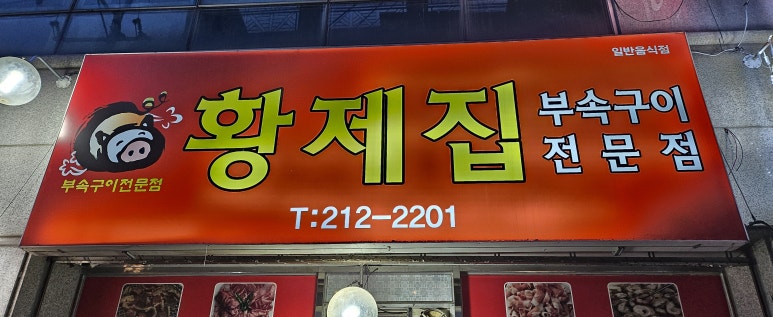 일반음식점
황제집
부속구이
전문점
부속구이전문점
T:212-2201